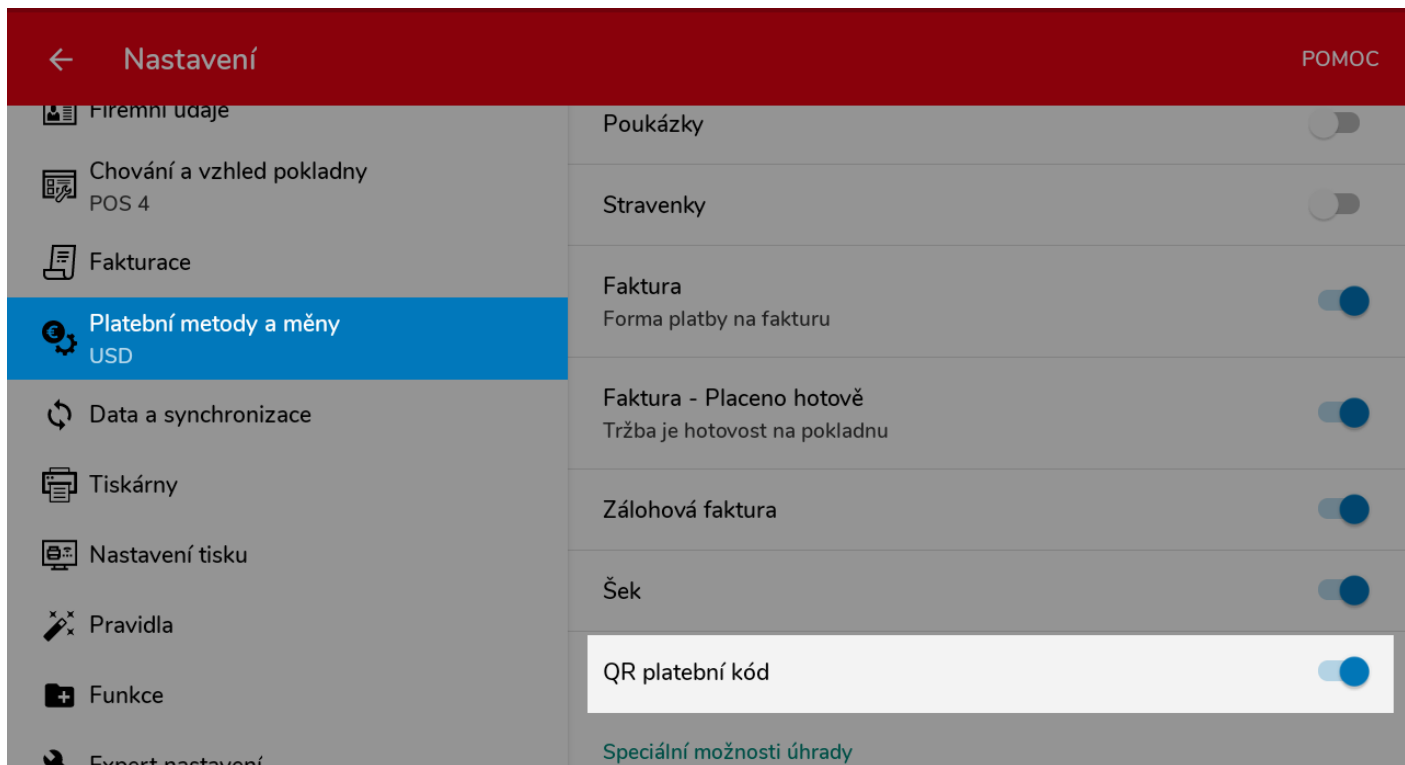 Nastavení
POMOC
Firemní údaje
Chování a vzhled pokladny
POS 4
Fakturace
Platební metody a měny
USD
Data a synchronizace
Tiskárny
Nastavení tisku
Pravidla
Funkce
Expert nastavení
Poukázky
Stravenky
Faktura
Forma platby na fakturu
Faktura - Placeno hotově
Tržba je hotovost na pokladnu
Zálohová faktura
Šek
QR platební kód
Speciální možnosti úhrady